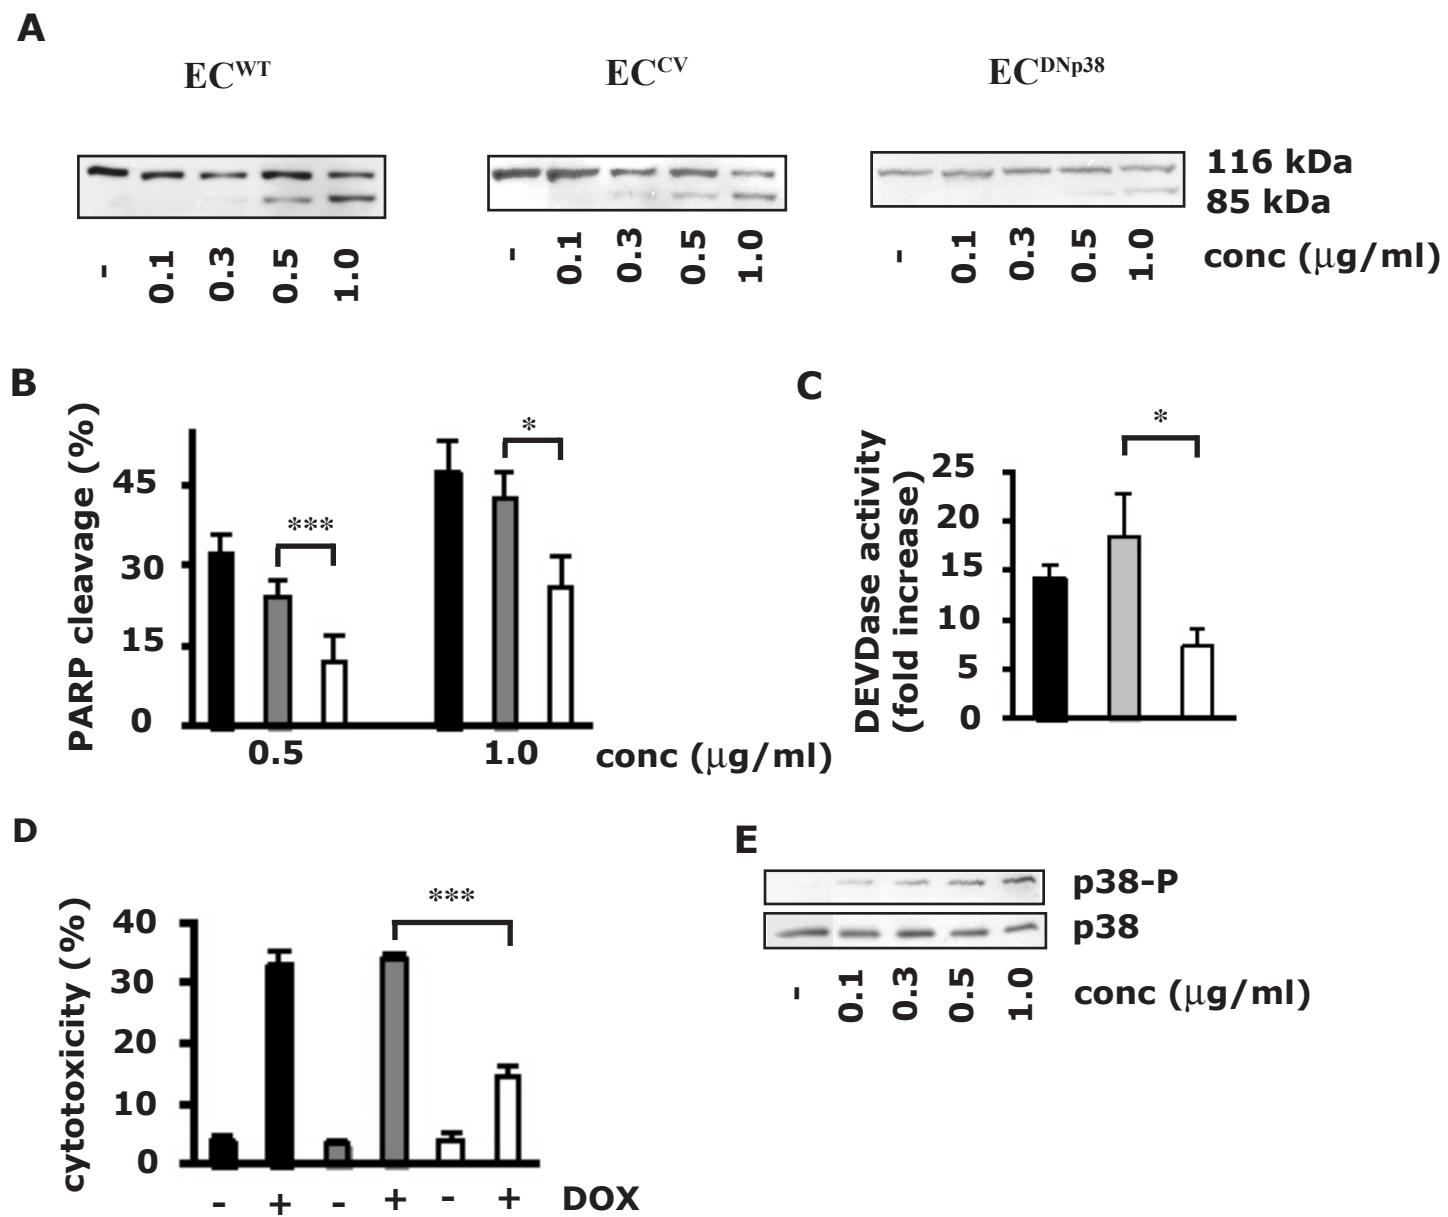 A
EC^WT EC^CV EC^DNp38
116 kDa
85 kDa
- 0.1 0.3 0.5 1.0 - 0.1 0.3 0.5 1.0 - 0.1 0.3 0.5 1.0 conc (μg/ml)
B
PARP cleavage (%)
45
30
15
0
***
*
0.5 1.0 conc (μg/ml)
C
DEVDase activity
(fold increase)
25
20
15
10
5
0
*
D
cytotoxicity (%)
40
30
20
10
0
***
- + - + - + DOX
E
p38-P
p38
- 0.1 0.3 0.5 1.0 conc (μg/ml)